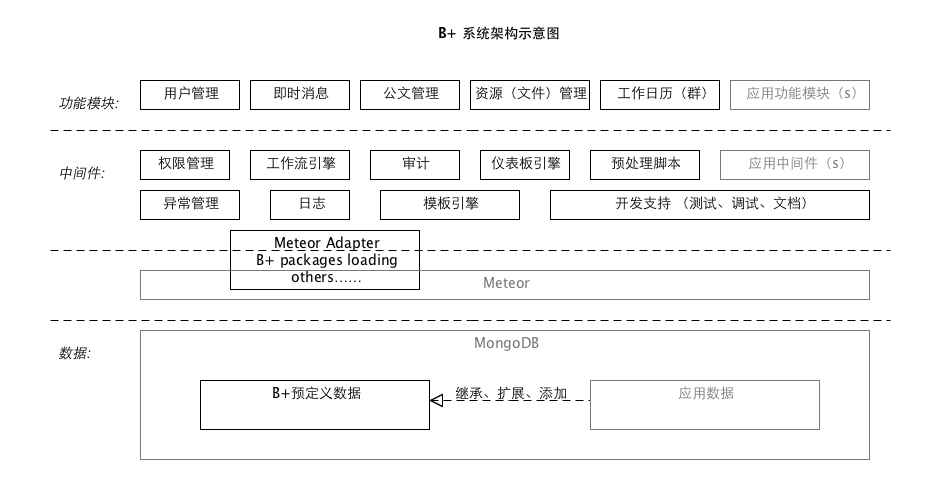 B+ 系统架构示意图
功能模块:
用户管理
即时消息
公文管理
资源（文件）管理
工作日历（群）
应用功能模块（s）
中间件:
权限管理
工作流引擎
审计
仪表板引擎
预处理脚本
应用中间件（s）
异常管理
日志
模板引擎
开发支持 （测试、调试、文档）
Meteor Adapter
B+ packages loading
others……
Meteor
数据:
MongoDB
B+预定义数据
继承、扩展、添加
应用数据